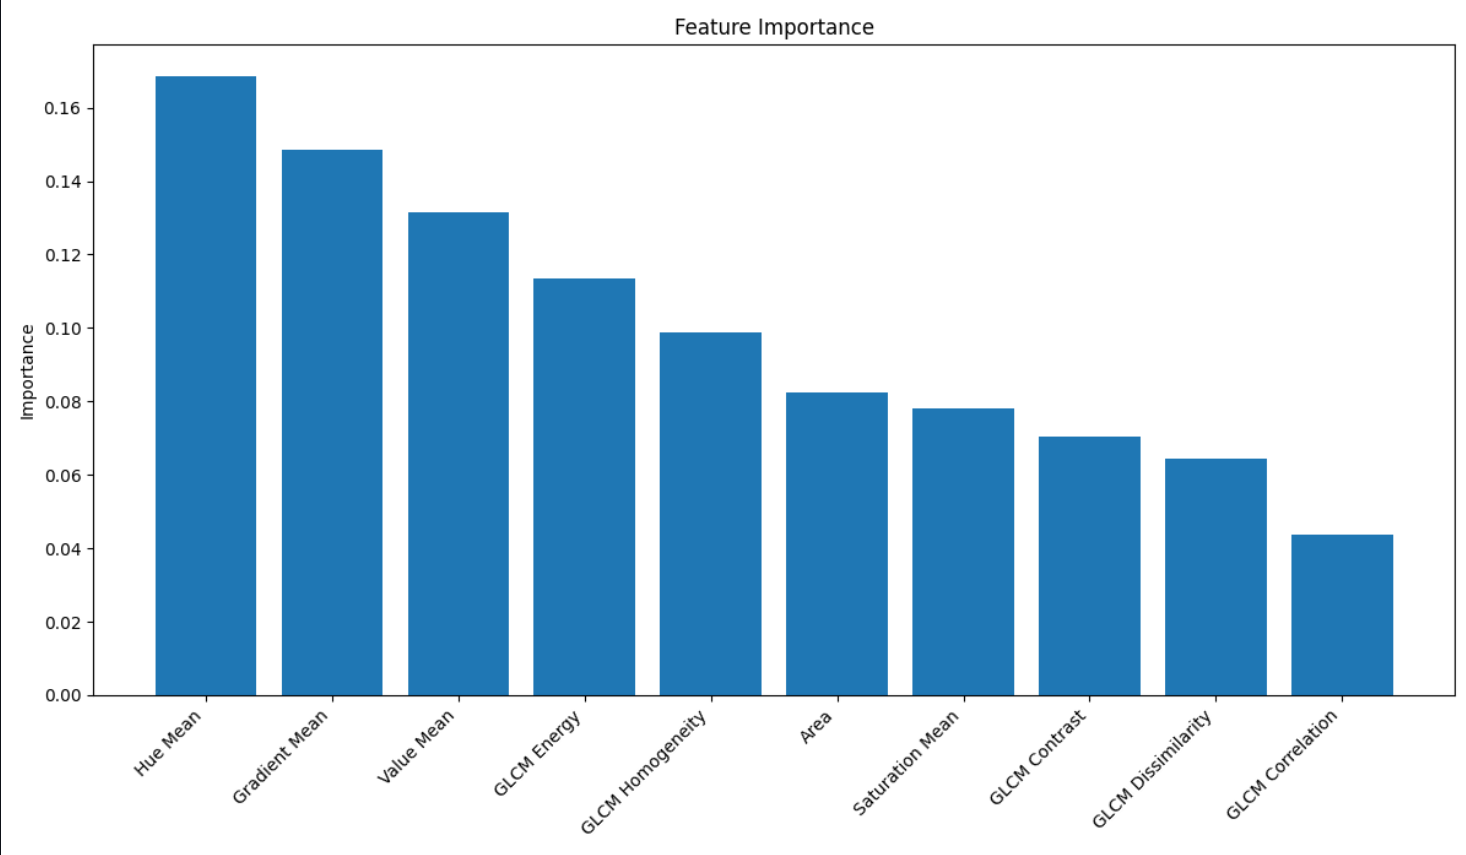 Feature Importance
Importance
0.16
0.14
0.12
0.10
0.08
0.06
0.04
0.02
0.00
Hue Mean
Gradient Mean
Value Mean
GLCM Energy
GLCM Homogeneity
Area
Saturation Mean
GLCM Contrast
GLCM Dissimilarity
GLCM Correlation